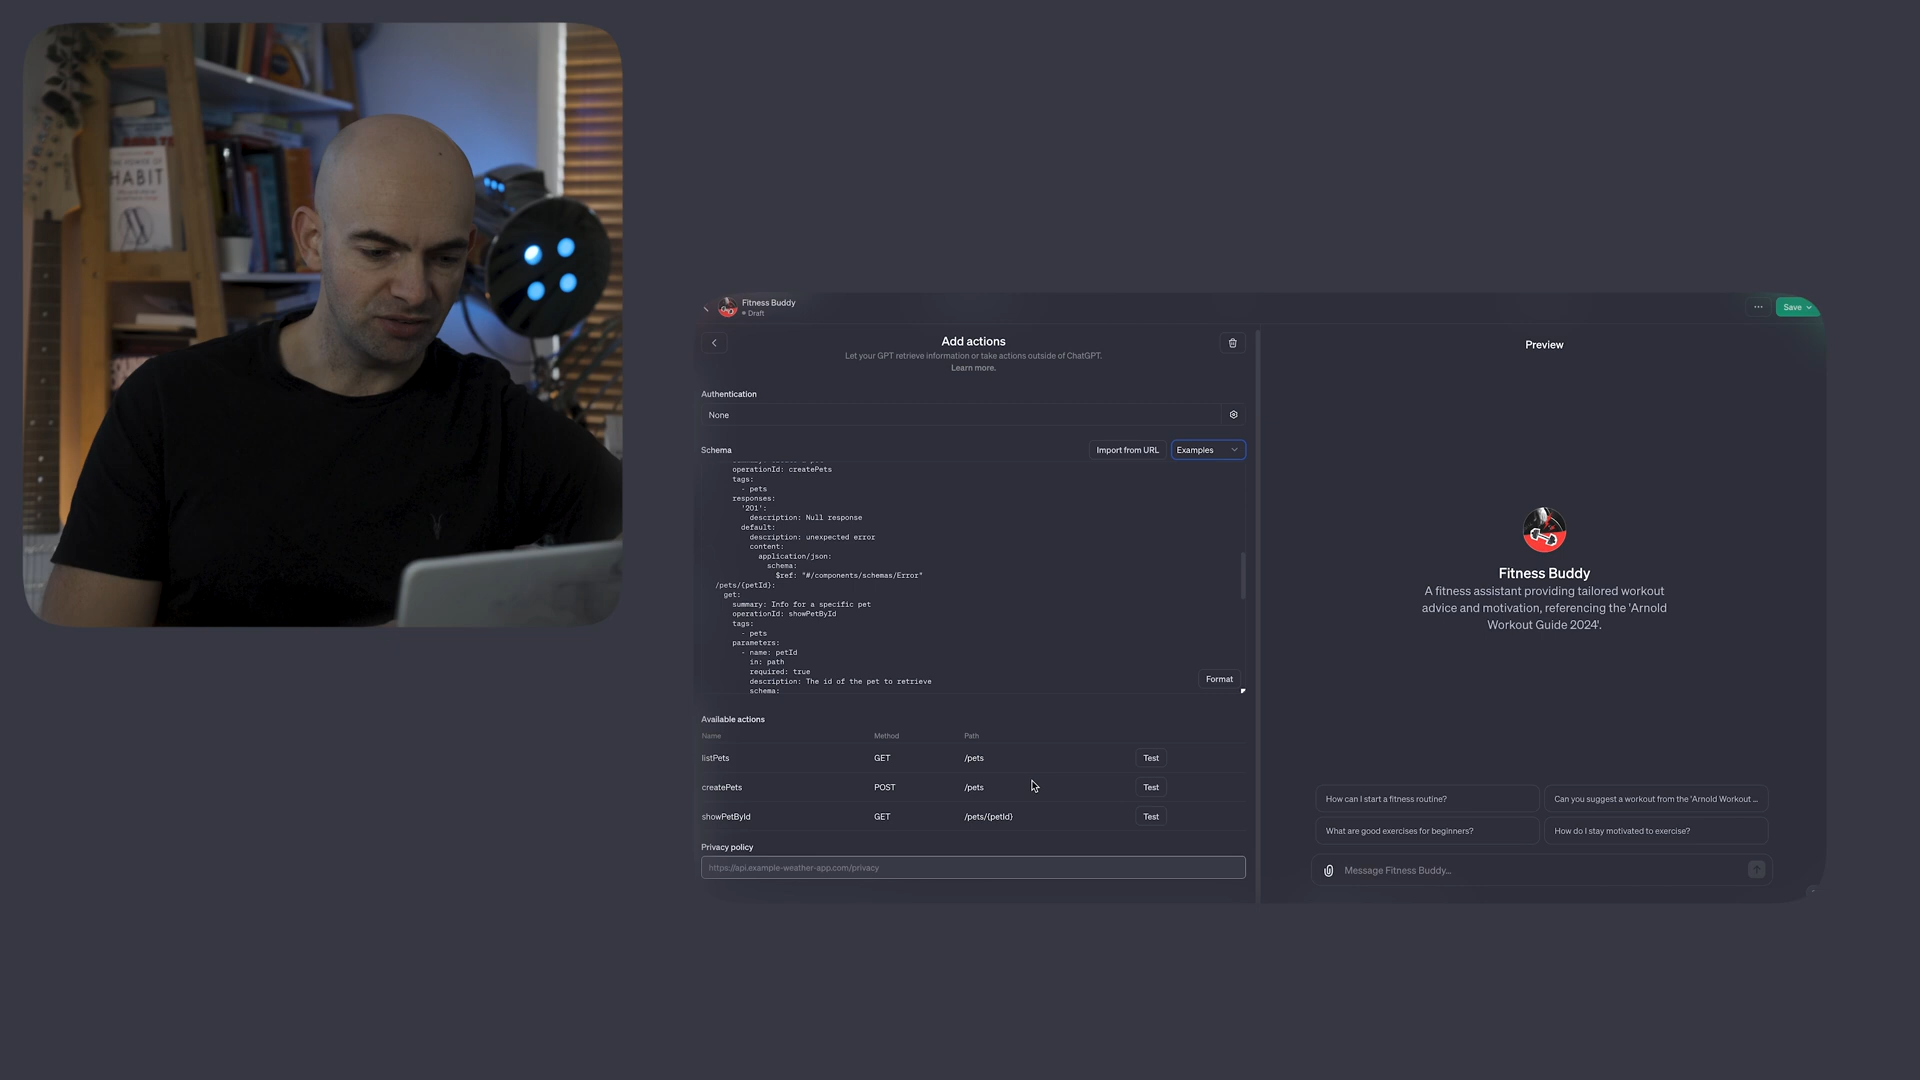 THE POWER OF
HABIT
Fitness Buddy
Draft
Save
Add actions
Let your GPT retrieve information or take actions outside of ChatGPT.
Learn more.
Authentication
None
Schema
Import from URL
Examples
operationId: createPets
tags:
- pets
responses:
'201':
description: Null response
default:
description: unexpected error
content:
application/json:
schema:
$ref: "#/components/schemas/Error"
/pets/{petId}:
get:
summary: Info for a specific pet
operationId: showPetById
tags:
- pets
parameters:
- name: petId
in: path
required: true
description: The id of the pet to retrieve
schema:
Format
Available actions
Name Method Path
listPets GET /pets Test
createPets POST /pets Test
showPetById GET /pets/{petId} Test
Privacy policy
https://api.example-weather-app.com/privacy
Preview
Fitness Buddy
A fitness assistant providing tailored workout
advice and motivation, referencing the 'Arnold
Workout Guide 2024'.
How can I start a fitness routine?
Can you suggest a workout from the 'Arnold Workout ...
What are good exercises for beginners?
How do I stay motivated to exercise?
Message Fitness Buddy...